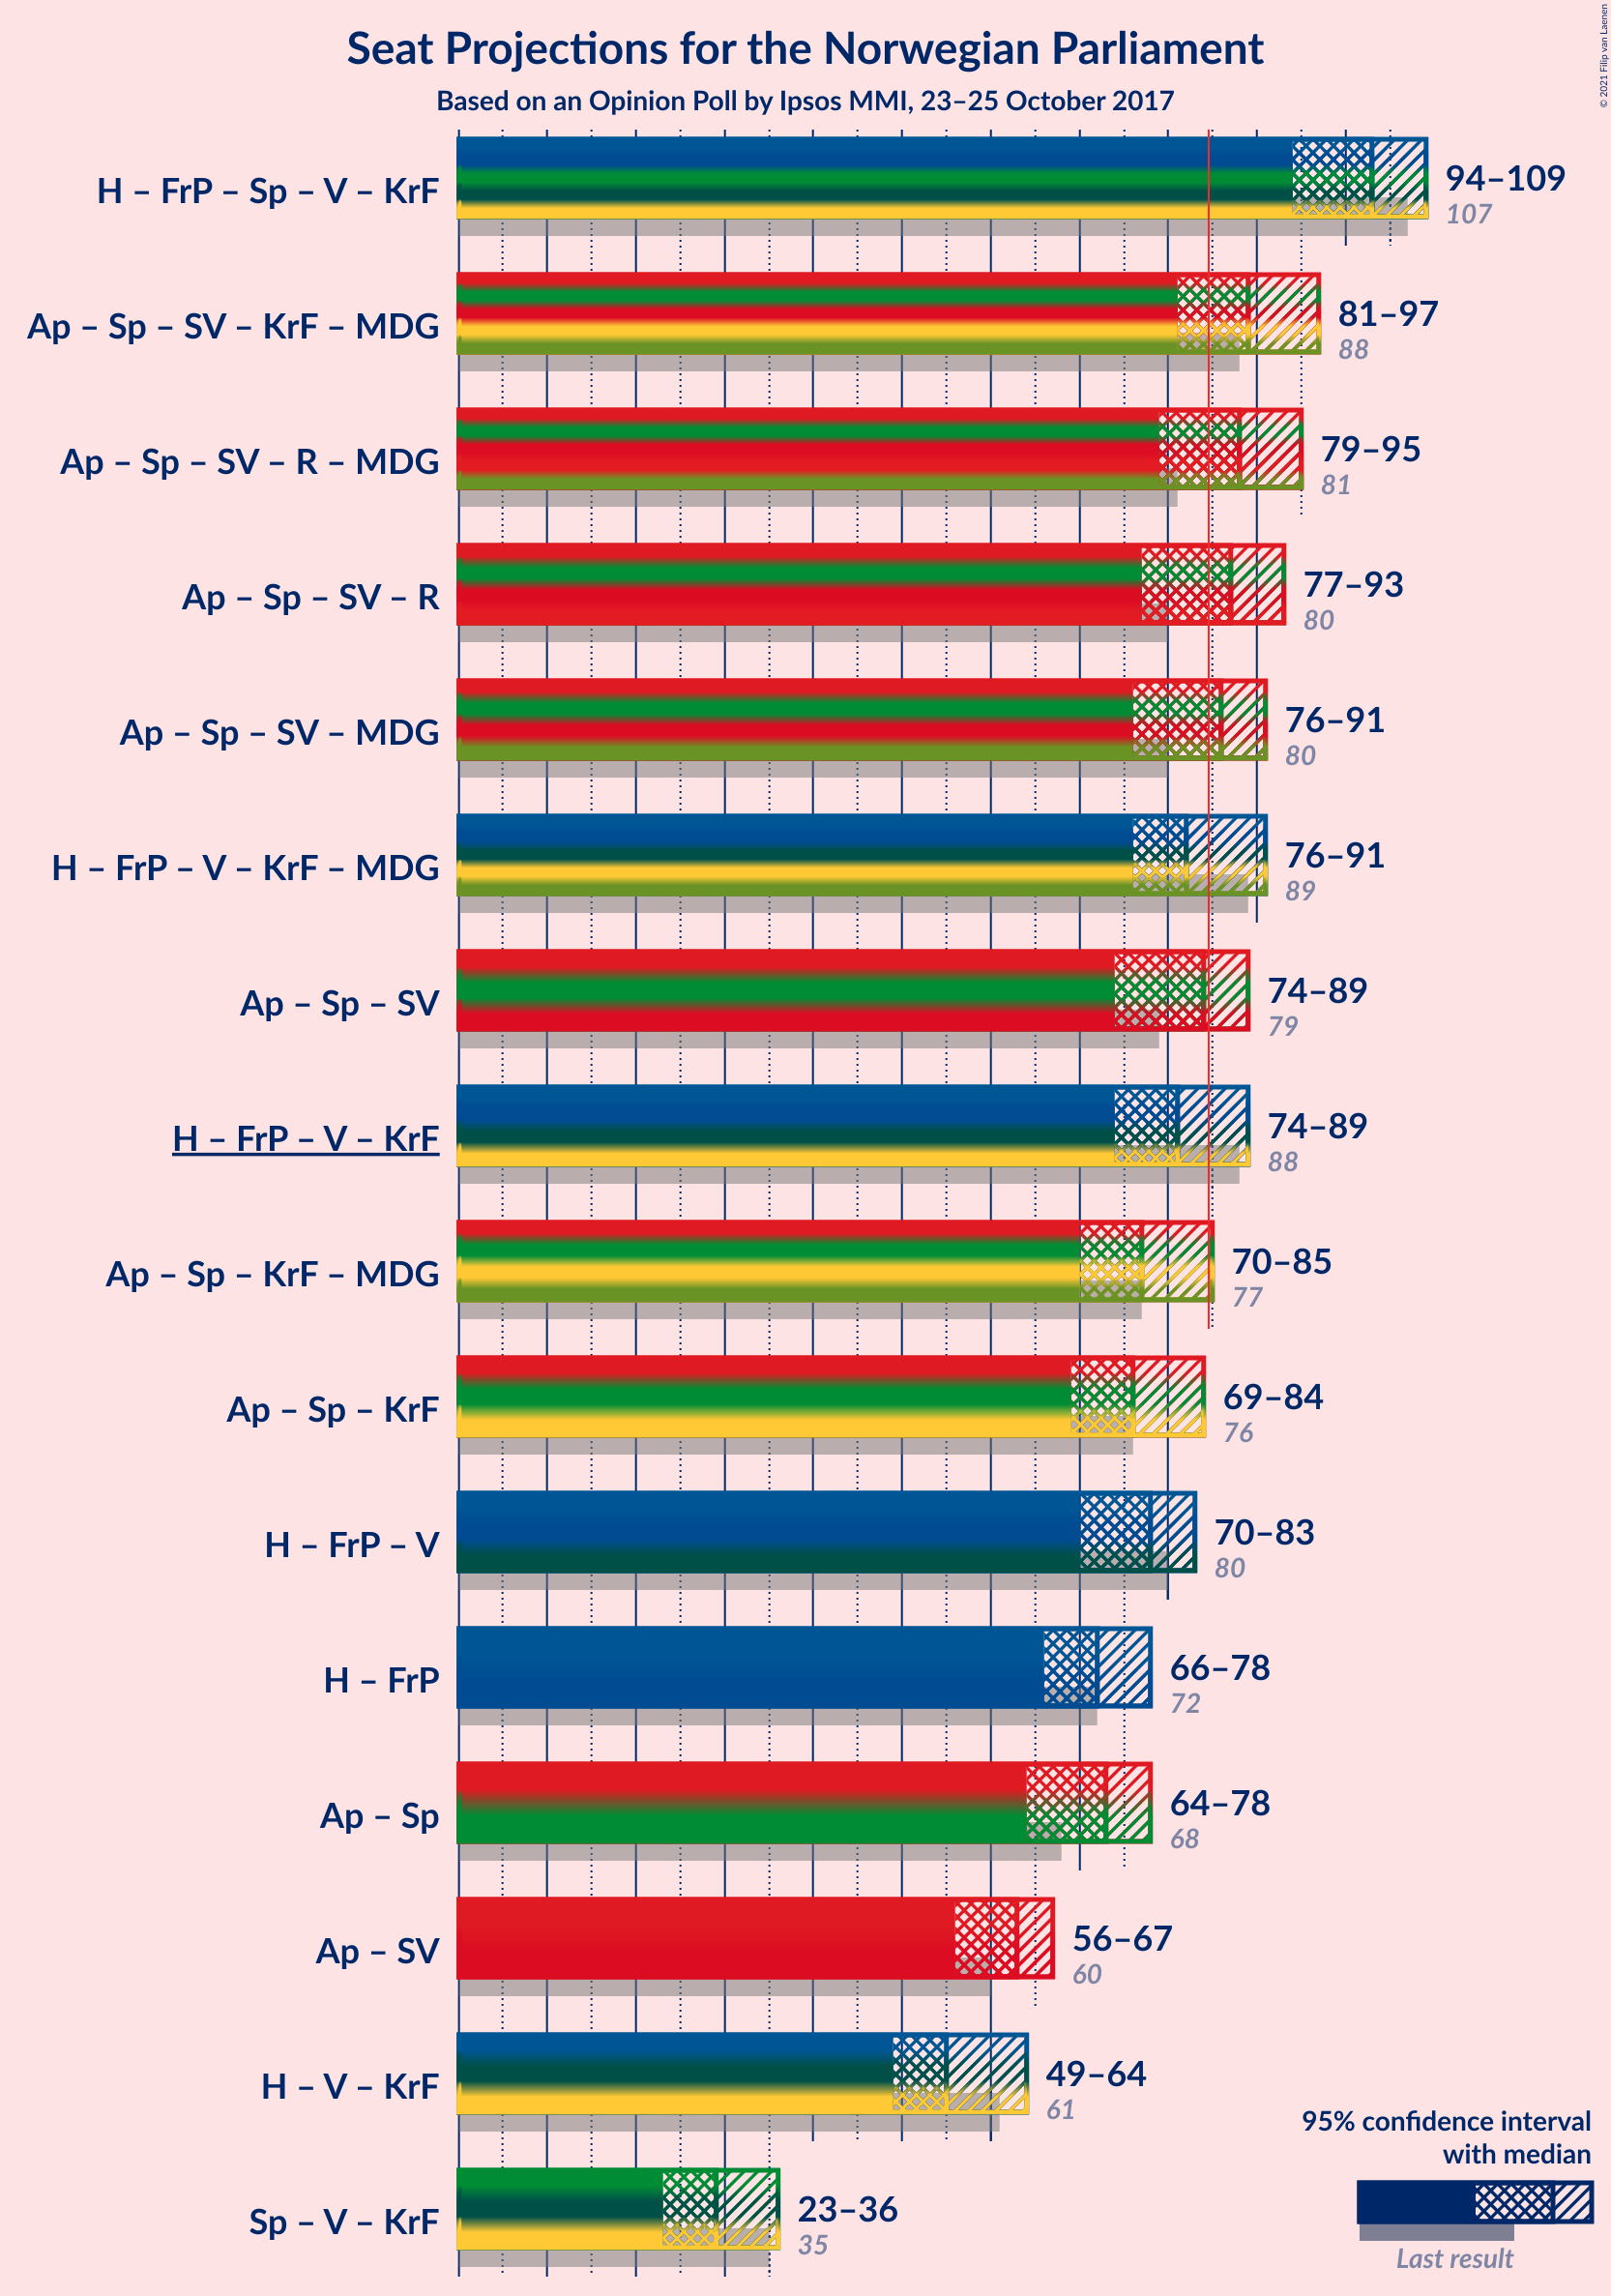 © 2021 Filip van Laenen
Seat Projections for the Norwegian Parliament
Based on an Opinion Poll by Ipsos MMI, 23–25 October 2017
H – FrP – Sp – V – KrF
94–109
107
Ap – Sp – SV – KrF – MDG
81–97
88
Ap – Sp – SV – R – MDG
79–95
81
Ap – Sp – SV – R
77–93
80
Ap – Sp – SV – MDG
76–91
80
H – FrP – V – KrF – MDG
76–91
89
Ap – Sp – SV
74–89
79
H – FrP – V – KrF
74–89
88
Ap – Sp – KrF – MDG
70–85
77
Ap – Sp – KrF
69–84
76
H – FrP – V
70–83
80
H – FrP
66–78
72
Ap – Sp
64–78
68
Ap – SV
56–67
60
H – V – KrF
49–64
61
Sp – V – KrF
23–36
35
95% confidence interval
with median
Last result